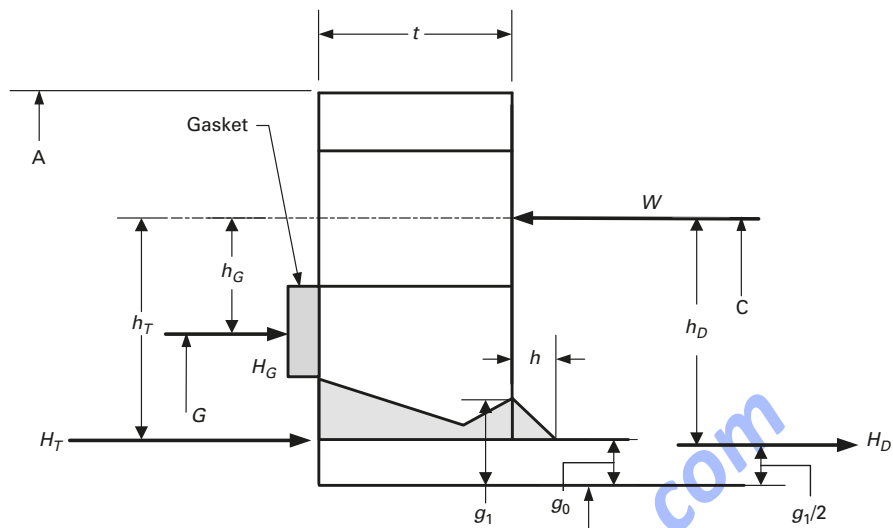 t
Gasket
A
W
h_G
h_T
C
h_D
h
H_G
G
H_T
H_D
g_1
g_0
g_1/2
com